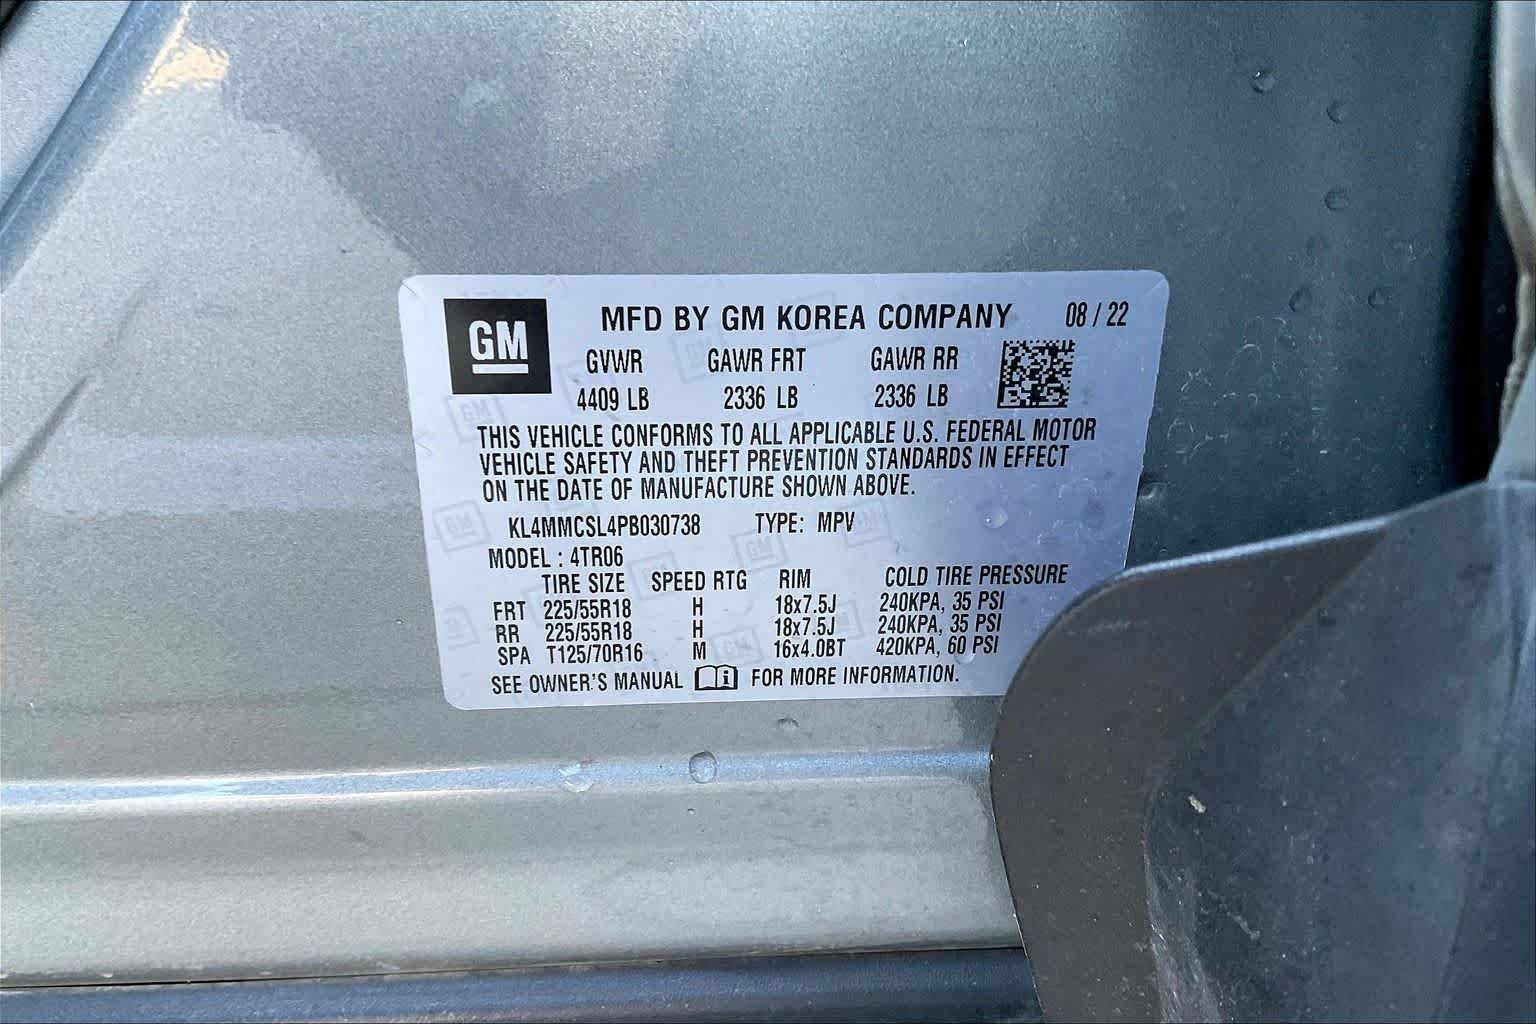 GM
MFD BY GM KOREA COMPANY 08 / 22
GVWR GAWR FRT GAWR RR
4409 LB 2336 LB 2336 LB
THIS VEHICLE CONFORMS TO ALL APPLICABLE U.S. FEDERAL MOTOR
VEHICLE SAFETY AND THEFT PREVENTION STANDARDS IN EFFECT
ON THE DATE OF MANUFACTURE SHOWN ABOVE.
KL4MMCSL4PB030738 TYPE: MPV
MODEL : 4TR06
TIRE SIZE SPEED RTG RIM COLD TIRE PRESSURE
FRT 225/55R18 H 18x7.5J 240KPA, 35 PSI
RR 225/55R18 H 18x7.5J 240KPA, 35 PSI
SPA T125/70R16 M 16x4.0BT 420KPA, 60 PSI
SEE OWNER'S MANUAL i FOR MORE INFORMATION.